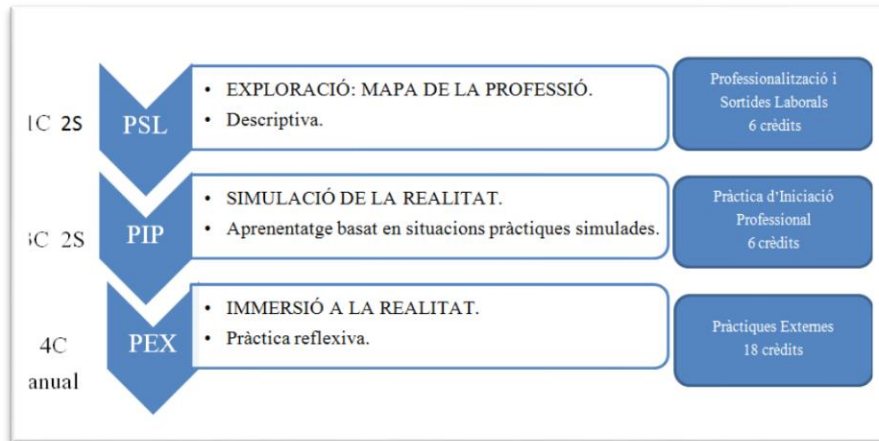 1C 2S
PSL
• EXPLORACIÓ: MAPA DE LA PROFESSIÓ.
• Descriptiva.
Professionalització i
Sortides Laborals
6 crèdits
C 2S
PIP
• SIMULACIÓ DE LA REALITAT.
• Aprenentatge basat en situacions pràctiques simulades.
Pràctica d'Iniciació
Professional
6 crèdits
4C
anual
PEX
• IMMERSIÓ A LA REALITAT.
• Pràctica reflexiva.
Pràctiques Externes
18 crèdits